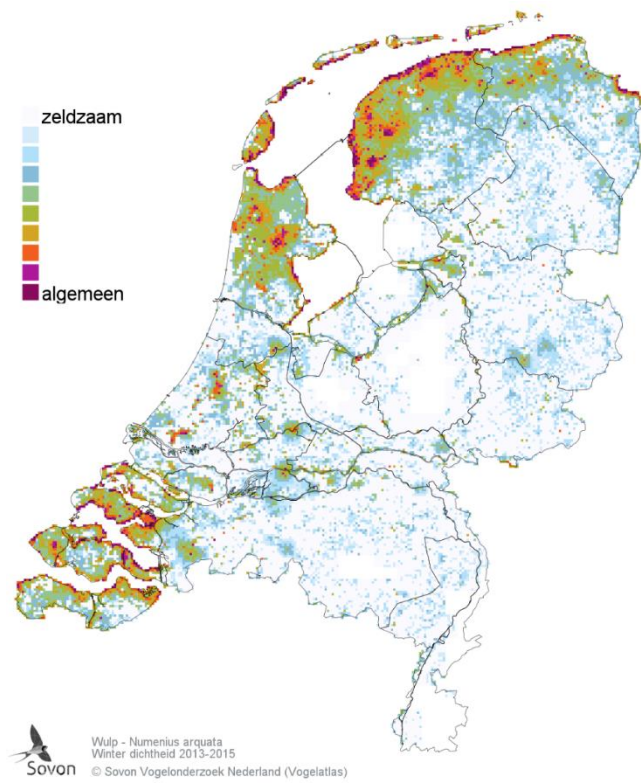 zeldzaam
algemeen
Sovon
Wulp - Numenius arquata
Winter dichtheid 2013-2015
© Sovon Vogelonderzoek Nederland (Vogelatlas)